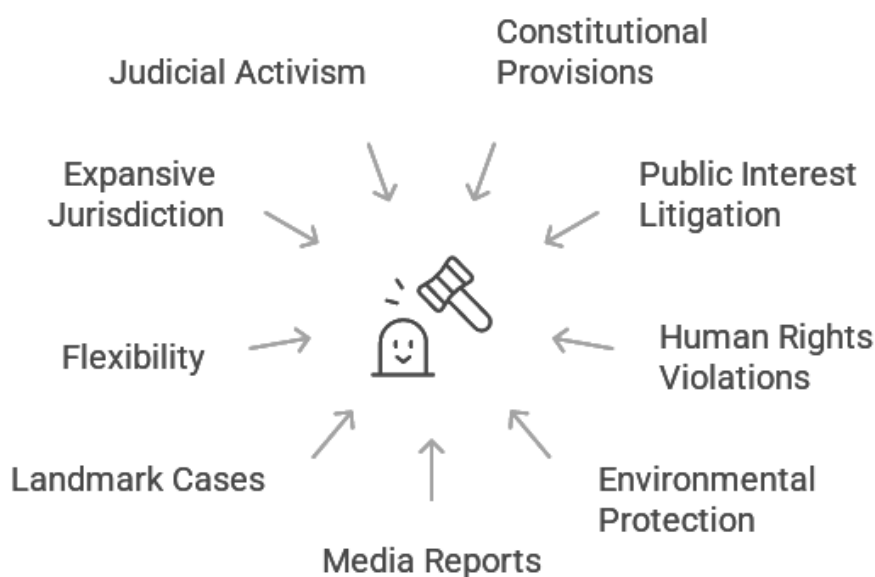 Constitutional
Provisions
Judicial Activism
Expansive
Jurisdiction
Public Interest
Litigation
Flexibility
Human Rights
Violations
Landmark Cases
Environmental
Protection
Media Reports